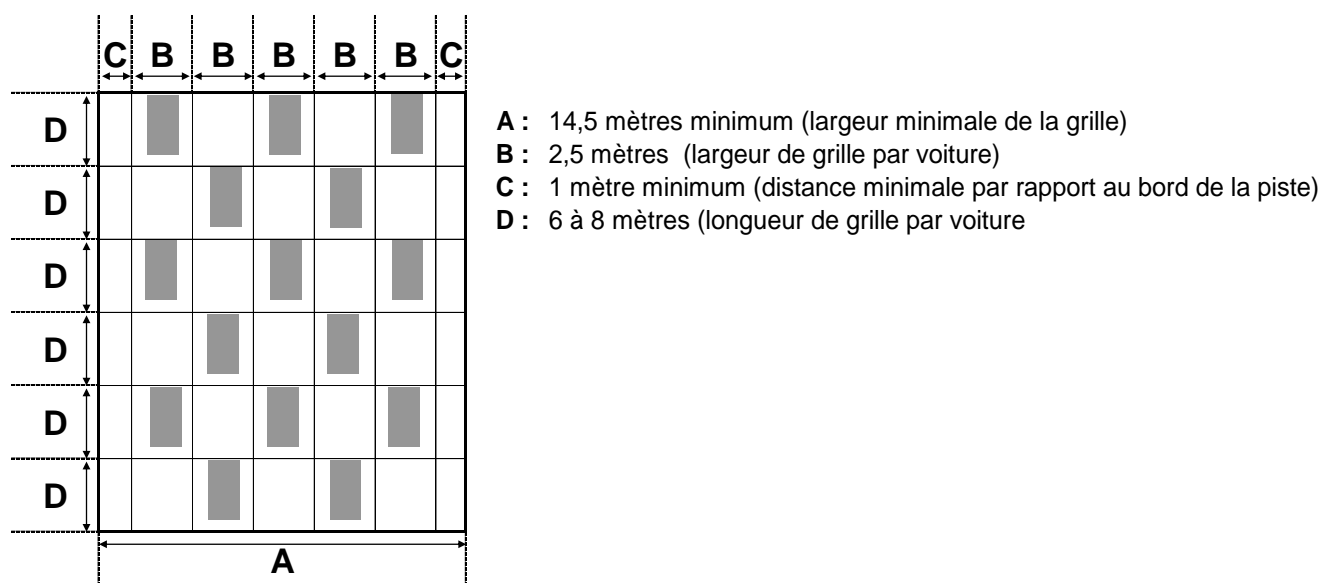 C B B B B B C
D
D
D
D
D
D
A
A : 14,5 mètres minimum (largeur minimale de la grille)
B : 2,5 mètres (largeur de grille par voiture)
C : 1 mètre minimum (distance minimale par rapport au bord de la piste)
D : 6 à 8 mètres (longueur de grille par voiture